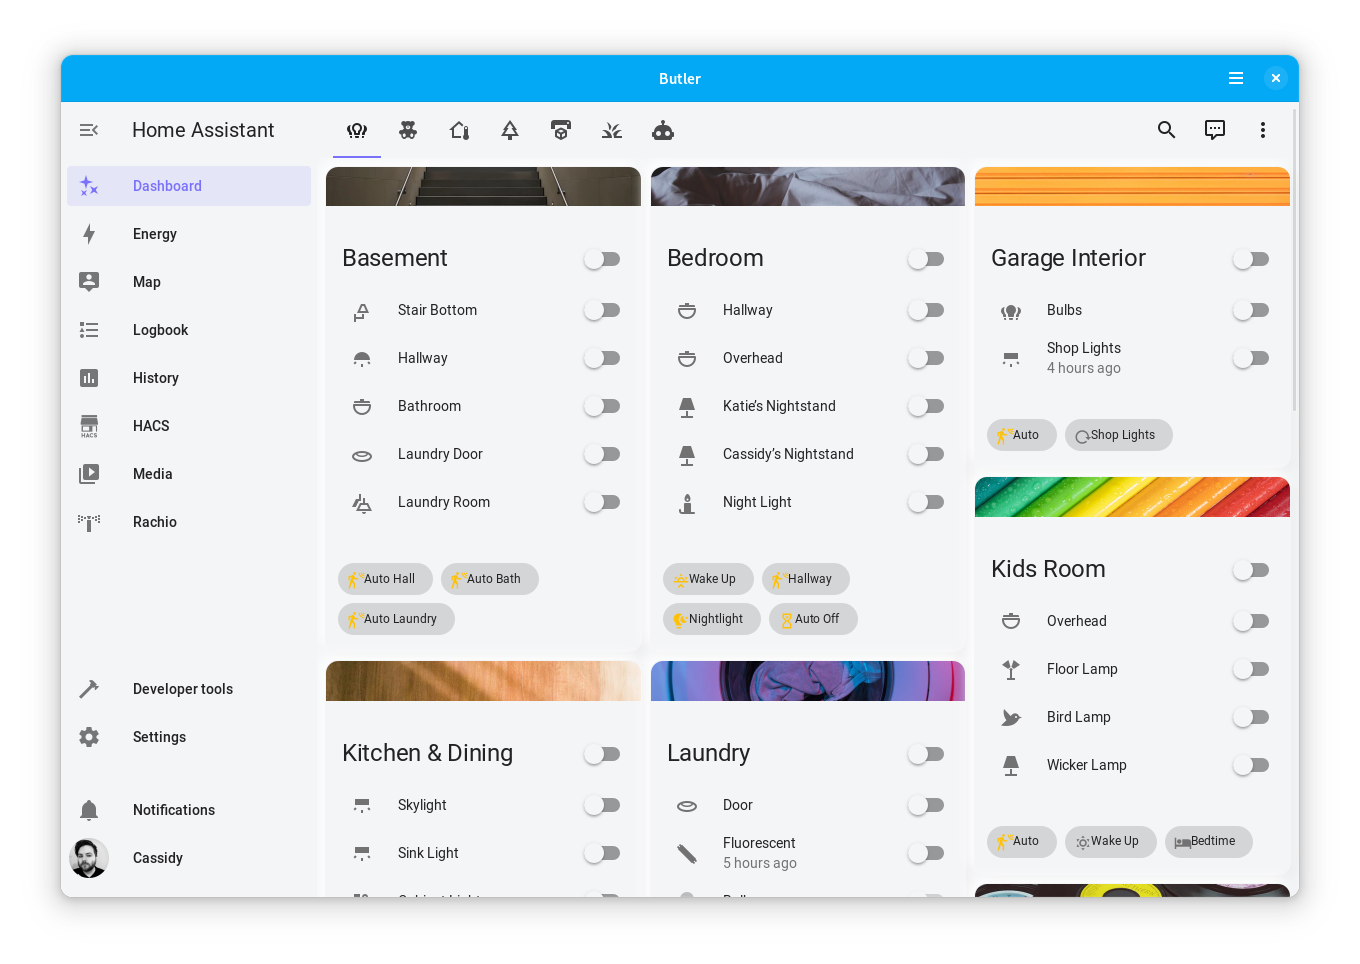 Butler
Home Assistant
Dashboard
Energy
Map
Logbook
History
HACS
HACS
Media
Rachio
Developer tools
Settings
Notifications
Cassidy
Basement
Stair Bottom
Hallway
Bathroom
Laundry Door
Laundry Room
Auto Hall
Auto Bath
Auto Laundry
Kitchen & Dining
Skylight
Sink Light
Bedroom
Hallway
Overhead
Katie’s Nightstand
Cassidy’s Nightstand
Night Light
Wake Up
Hallway
Nightlight
Auto Off
Laundry
Door
Fluorescent
5 hours ago
Garage Interior
Bulbs
Shop Lights
4 hours ago
Auto
Shop Lights
Kids Room
Overhead
Floor Lamp
Bird Lamp
Wicker Lamp
Auto
Wake Up
Bedtime